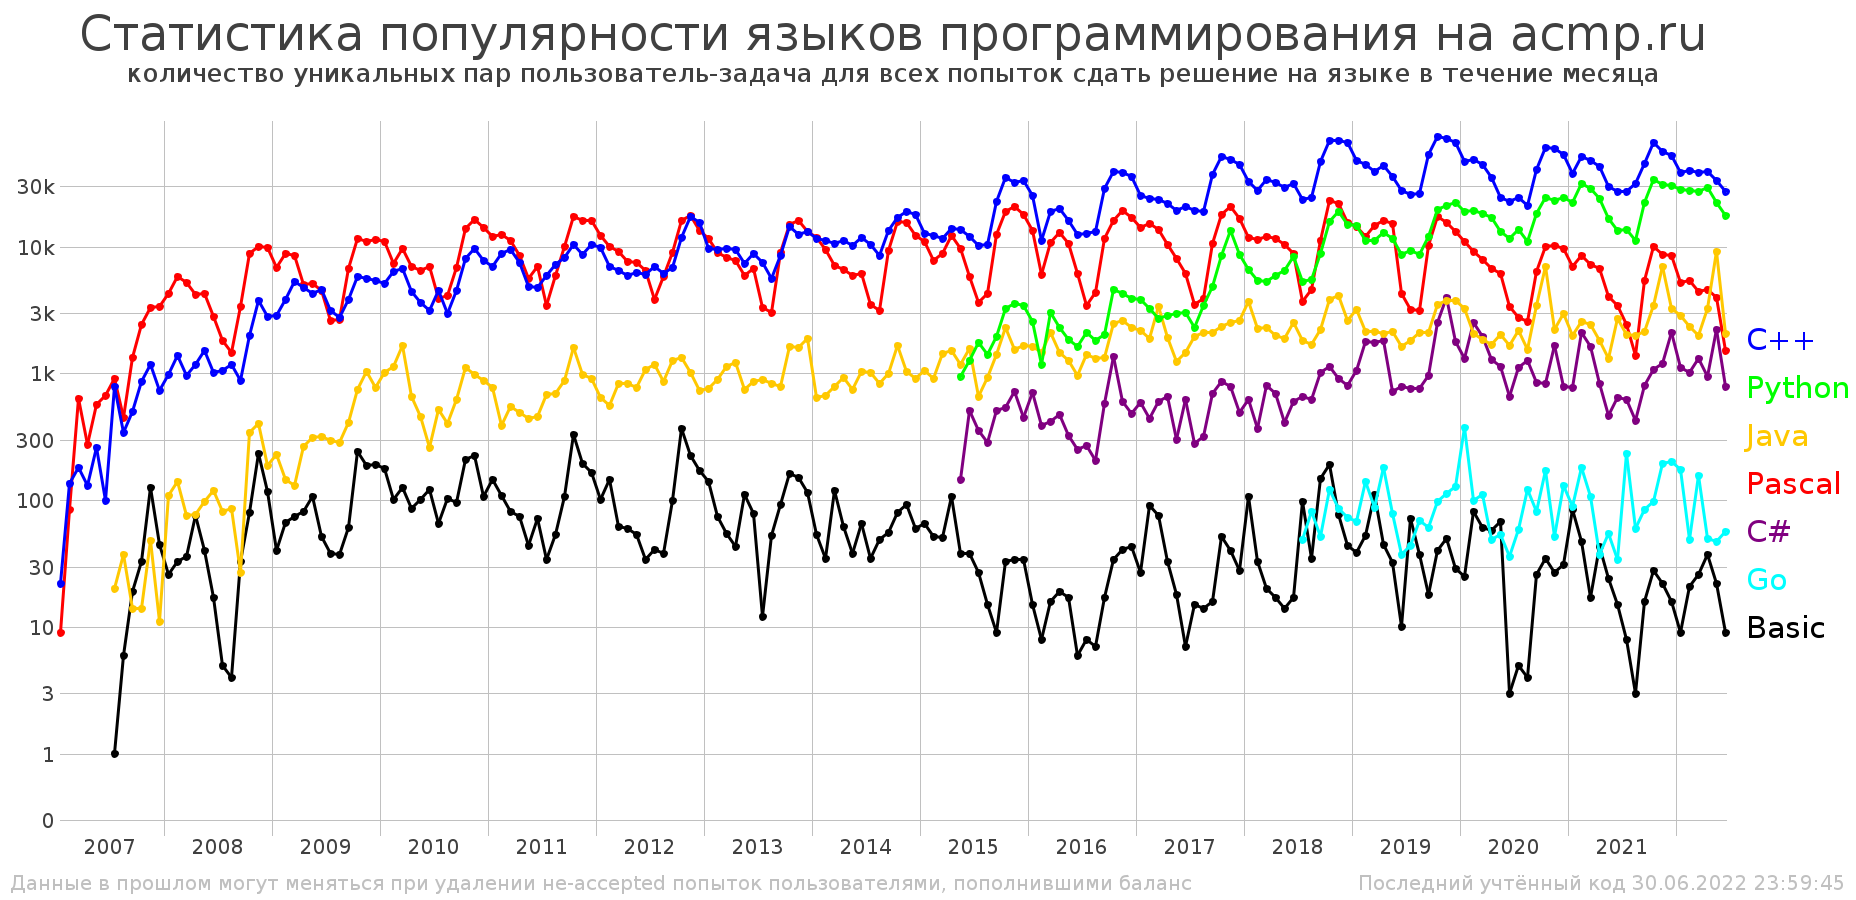 Статистика популярности языков программирования на acmp.ru
количество уникальных пар пользователь-задача для всех попыток сдать решение на языке в течение месяца
30k
10k
3k
1k
300
100
30
10
3
1
0
C++
Python
Java
Pascal
C#
Go
Basic
2007 2008 2009 2010 2011 2012 2013 2014 2015 2016 2017 2018 2019 2020 2021
Данные в прошлом могут меняться при удалении не-accepted попыток пользователями, пополнившими баланс
Последний учтённый код 30.06.2022 23:59:45